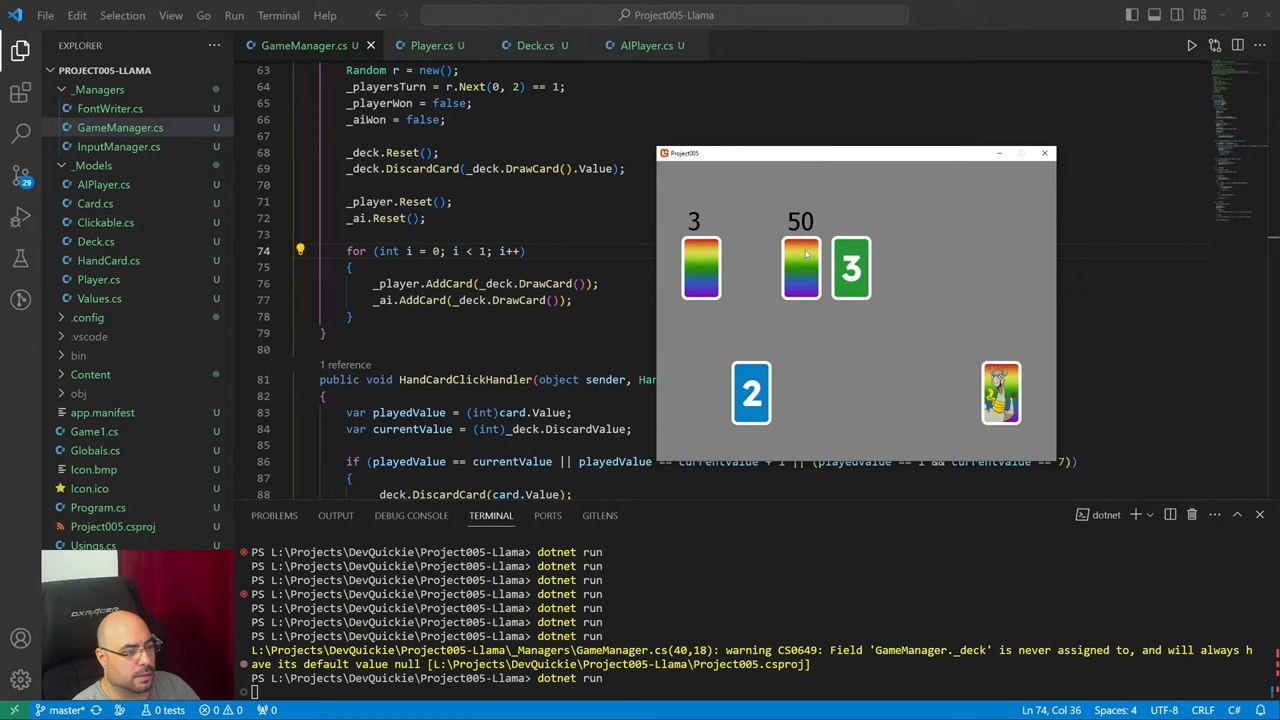 File Edit Selection View Go Run Terminal Help
Project005-Llama
EXPLORER
GameManager.cs U
Player.cs U
Deck.cs U
AIPlayer.cs U
PROJECT005-LLAMA
_Managers
FontWriter.cs U
GameManager.cs U
InputManager.cs U
_Models
AIPlayer.cs U
Card.cs U
Clickable.cs U
Deck.cs U
HandCard.cs U
Player.cs U
Values.cs U
.config
.vscode
bin
Content
obj
app.manifest U
Game1.cs U
Globals.cs U
Icon.bmp U
Icon.ico U
Program.cs U
Project005.csproj U
Usings.cs U
29
63 Random r = new();
64 _playersTurn = r.Next(0, 2) == 1;
65 _playerWon = false;
66 _aiWon = false;
67
68 _deck.Reset();
69 _deck.DiscardCard(_deck.DrawCard().Value);
70
71 _player.Reset();
72 _ai.Reset();
73
74 for (int i = 0; i < 1; i++)
75 {
76 _player.AddCard(_deck.DrawCard());
77 _ai.AddCard(_deck.DrawCard());
78 }
79 }
80
1 reference
81 public void HandCardClickHandler(object sender, Han
82 {
83 var playedValue = (int)card.Value;
84 var currentValue = (int)_deck.DiscardValue;
85
86 if (playedValue == currentValue || playedValue == currentValue + 1 || (playedValue == 1 && currentValue == 7))
87 {
88 _deck.DiscardCard(card.Value);
Project005
3
50
3
2
PROBLEMS OUTPUT DEBUG CONSOLE TERMINAL PORTS GITLENS
dotnet
PS L:\Projects\DevQuickie\Project005-Llama> dotnet run
PS L:\Projects\DevQuickie\Project005-Llama> dotnet run
PS L:\Projects\DevQuickie\Project005-Llama> dotnet run
PS L:\Projects\DevQuickie\Project005-Llama> dotnet run
PS L:\Projects\DevQuickie\Project005-Llama> dotnet run
PS L:\Projects\DevQuickie\Project005-Llama> dotnet run
PS L:\Projects\DevQuickie\Project005-Llama> dotnet run
L:\Projects\DevQuickie\Project005-Llama\_Managers\GameManager.cs(40,18): warning CS0649: Field 'GameManager._deck' is never assigned to, and will always h
ave its default value null [L:\Projects\DevQuickie\Project005-Llama\Project005.csproj]
PS L:\Projects\DevQuickie\Project005-Llama> dotnet run
DXRACER
master*
0 tests
0
0
0
Ln 74, Col 36
Spaces: 4
UTF-8
CRLF
C#